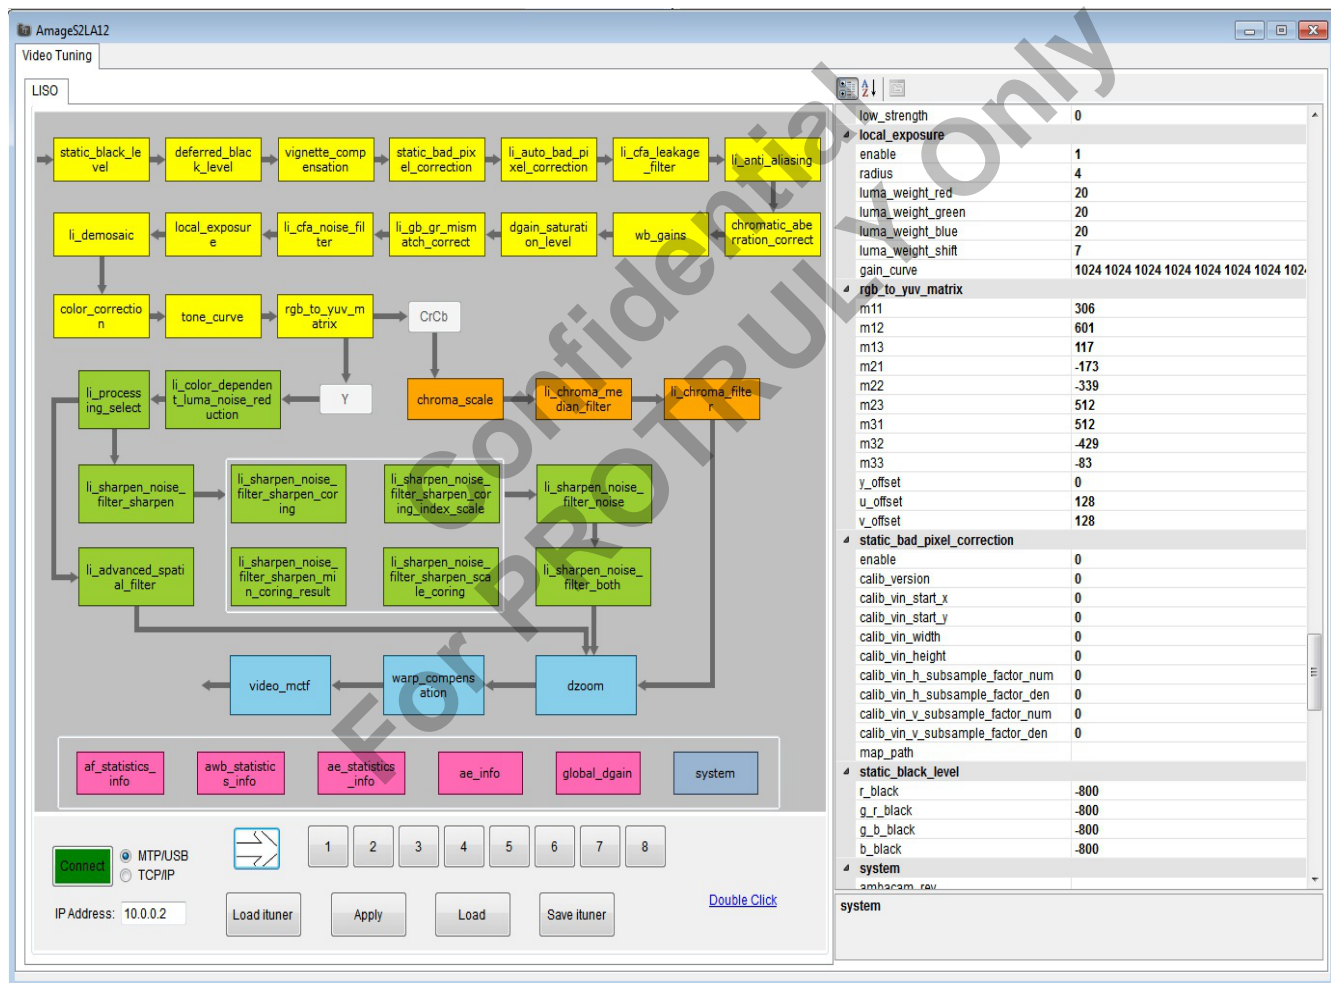 AmageS2LA12
Video Tuning
LISO
static_black_le
vel
deferred_blac
k_level
vignette_comp
ensation
static_bad_pix
el_correction
li_auto_bad_pi
xel_correction
li_cfa_leakage
_filter
li_anti_aliasing
li_demosaic
local_exposur
e
li_cfa_noise_fil
ter
li_gb_gr_mism
atch_correct
dgain_saturati
on_level
wb_gains
chromatic_abe
rration_correct
color_correctio
n
tone_curve
rgb_to_yuv_m
atrix
CrCb
li_process
ing_select
li_color_depend​en
t_luma_noise_red
uction
Y
chroma_scale
li_chroma_me
dian_filter
li_chroma_filte
r
li_sharpen_noise_
filter_sharpen
li_sharpen_noise_
filter_sharpen_cor
ing
li_sharpen_noise_
filter_sharpen_cor
ing_index_scale
li_sharpen_noise_
filter_noise
li_advanced_spati
al_filter
li_sharpen_noise_
filter_sharpen_mi
n_coring_result
li_sharpen_noise_
filter_sharpen_sca
le_coring
li_sharpen_noise_
filter_both
video_mctf
warp_compens
ation
dzoom
af_statistics_
info
awb_statistic
s_info
ae_statistics
_info
ae_info
global_dgain
system
Connect
MTP/USB
TCP/IP
1 2 3 4 5 6 7 8
IP Address: 10.0.0.2
Load ituner
Apply
Load
Save ituner
Double Click
low_strength 0
local_exposure
enable 1
radius 4
luma_weight_red 20
luma_weight_green 20
luma_weight_blue 20
luma_weight_shift 7
gain_curve 1024 1024 1024 1024 1024 1024 1024 1024
rgb_to_yuv_matrix
m11 306
m12 601
m13 117
m21 -173
m22 -339
m23 512
m31 512
m32 -429
m33 -83
y_offset 0
u_offset 128
v_offset 128
static_bad_pixel_correction
enable 0
calib_version 0
calib_vin_start_x 0
calib_vin_start_y 0
calib_vin_width 0
calib_vin_height 0
calib_vin_h_subsample_factor_num 0
calib_vin_h_subsample_factor_den 0
calib_vin_v_subsample_factor_num 0
calib_vin_v_subsample_factor_den 0
map_path
static_black_level
r_black -800
g_r_black -800
g_b_black -800
b_black -800
system
ambacam_rev
system
Confidential
For PROTRULY Only